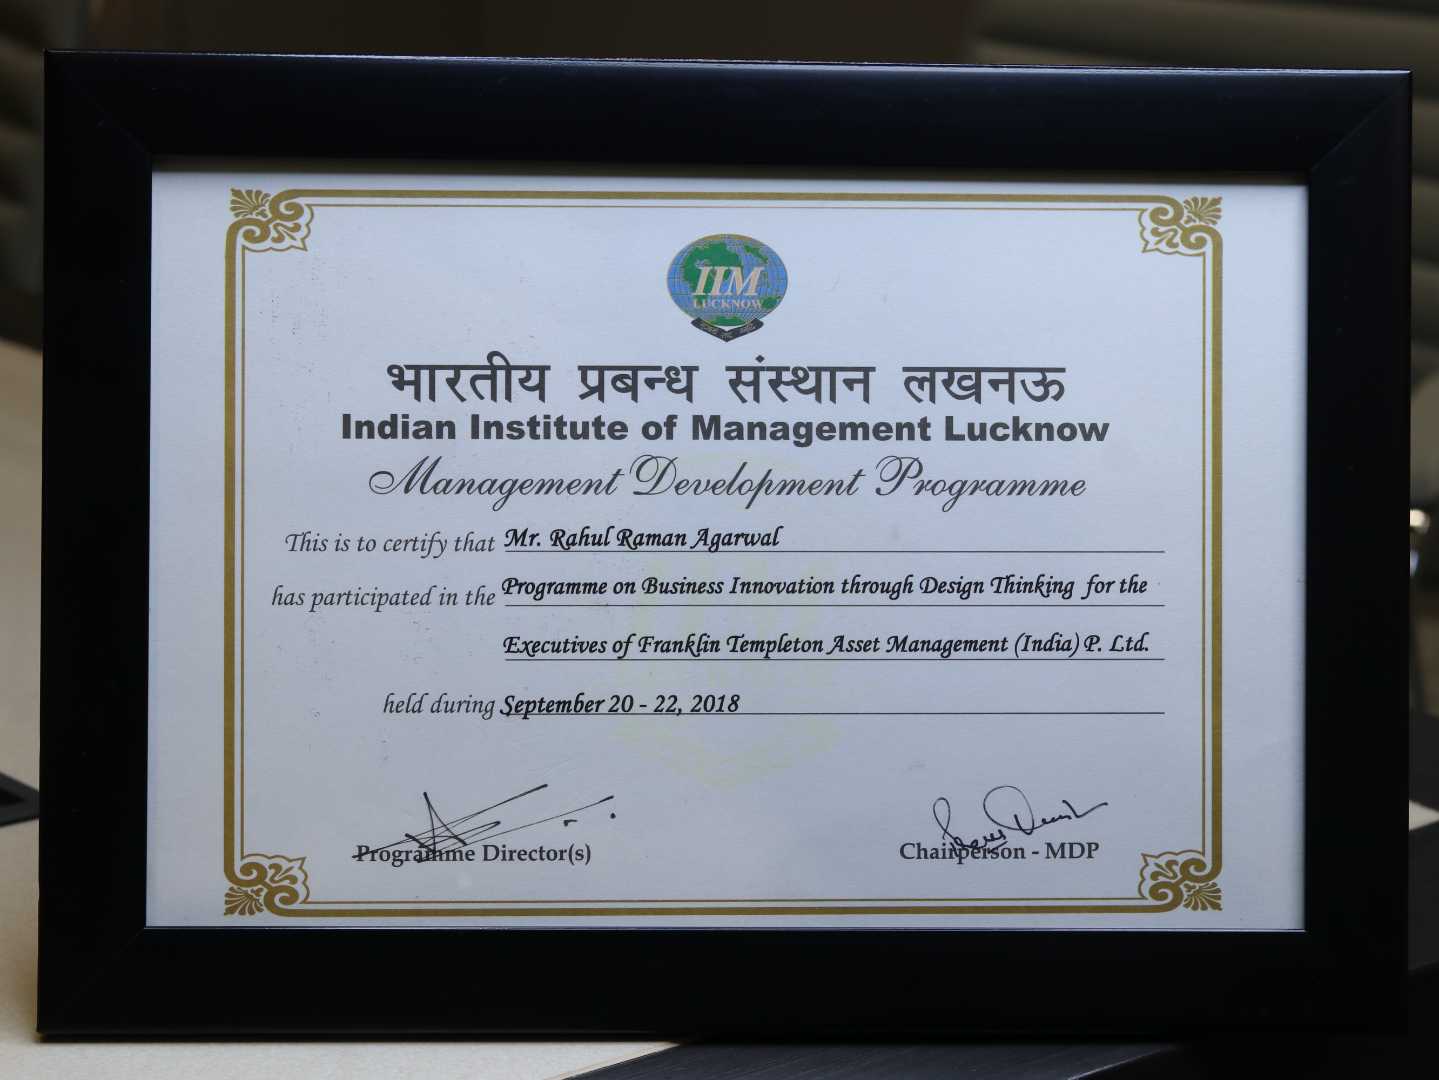 IIM
LUCKNOW
भारतीय प्रबन्ध संस्थान लखनऊ
Indian Institute of Management Lucknow
Management Development Programme
This is to certify that Mr. Rahul Raman Agarwal
has participated in the Programme on Business Innovation through Design Thinking for the
Executives of Franklin Templeton Asset Management (India) P. Ltd.
held during September 20 - 22, 2018
Programme Director(s)
Chairperson - MDP